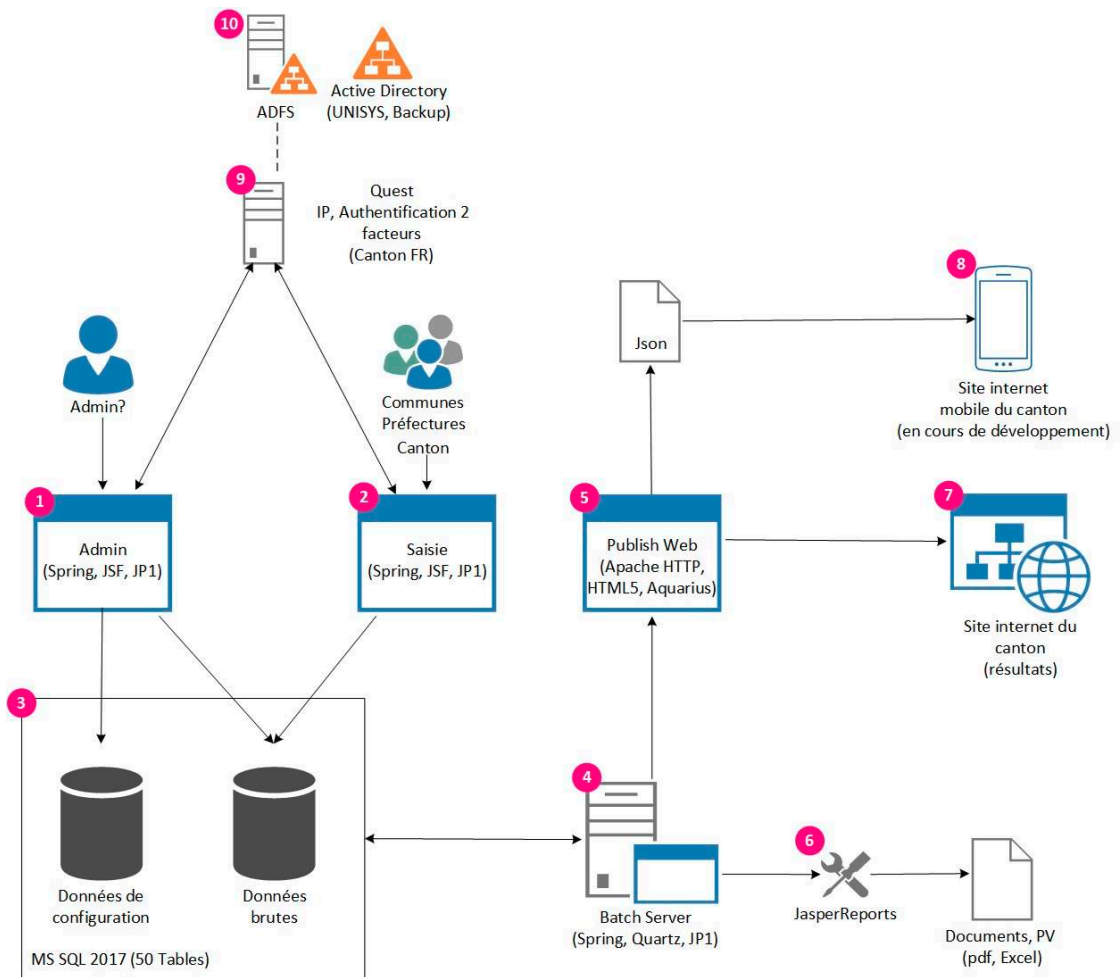 10
ADFS
Active Directory
(UNISYS, Backup)
9
Quest
IP, Authentification 2
facteurs
(Canton FR)
Admin?
Communes
Préfectures
Canton
Json
8
Site internet
mobile du canton
(en cours de développement)
1
Admin
(Spring, JSF, JP1)
2
Saisie
(Spring, JSF, JP1)
5
Publish Web
(Apache HTTP,
HTML5, Aquarius)
7
Site internet du
canton
(résultats)
3
Données de
configuration
Données
brutes
MS SQL 2017 (50 Tables)
4
Batch Server
(Spring, Quartz, JP1)
6
JasperReports
Documents, PV
(pdf, Excel)